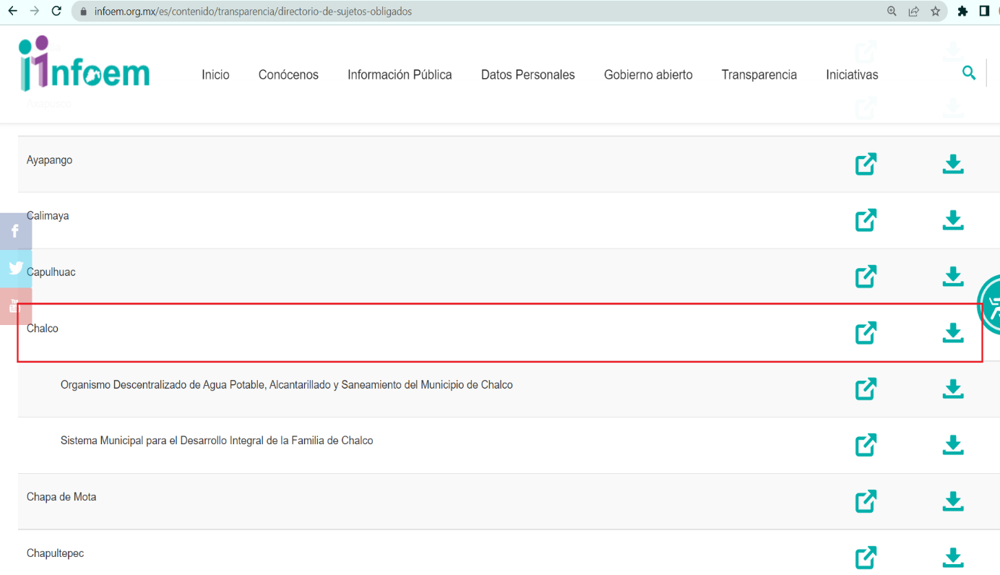 infoem.org.mx/es/contenido/transparencia/directorio-de-sujetos-obligados
infoem
Inicio Conócenos Información Pública Datos Personales Gobierno abierto Transparencia Iniciativas
Ayapango
Calimaya
Capulhuac
Chalco
Organismo Descentralizado de Agua Potable, Alcantarillado y Saneamiento del Municipio de Chalco
Sistema Municipal para el Desarrollo Integral de la Familia de Chalco
Chapa de Mota
Chapultepec